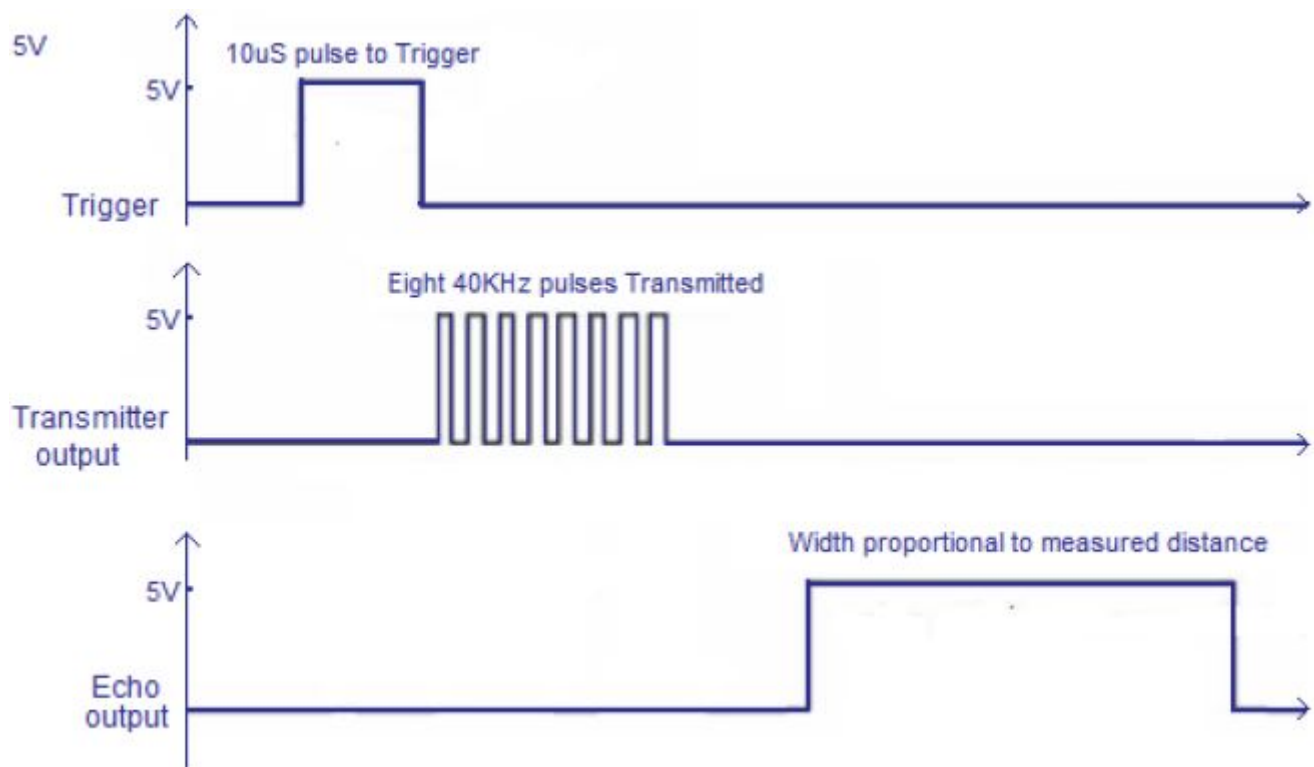 5V
10uS pulse to Trigger
5V
Trigger
Eight 40KHz pulses Transmitted
5V
Transmitter
output
Width proportional to measured distance
5V
Echo
output